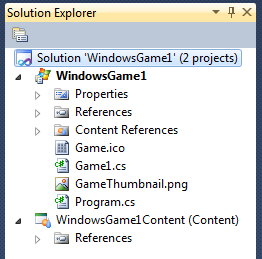 Solution Explorer
Solution 'WindowsGame1' (2 projects)
WindowsGame1
Properties
References
Content References
Game.ico
Game1.cs
GameThumbnail.png
Program.cs
WindowsGame1Content (Content)
References